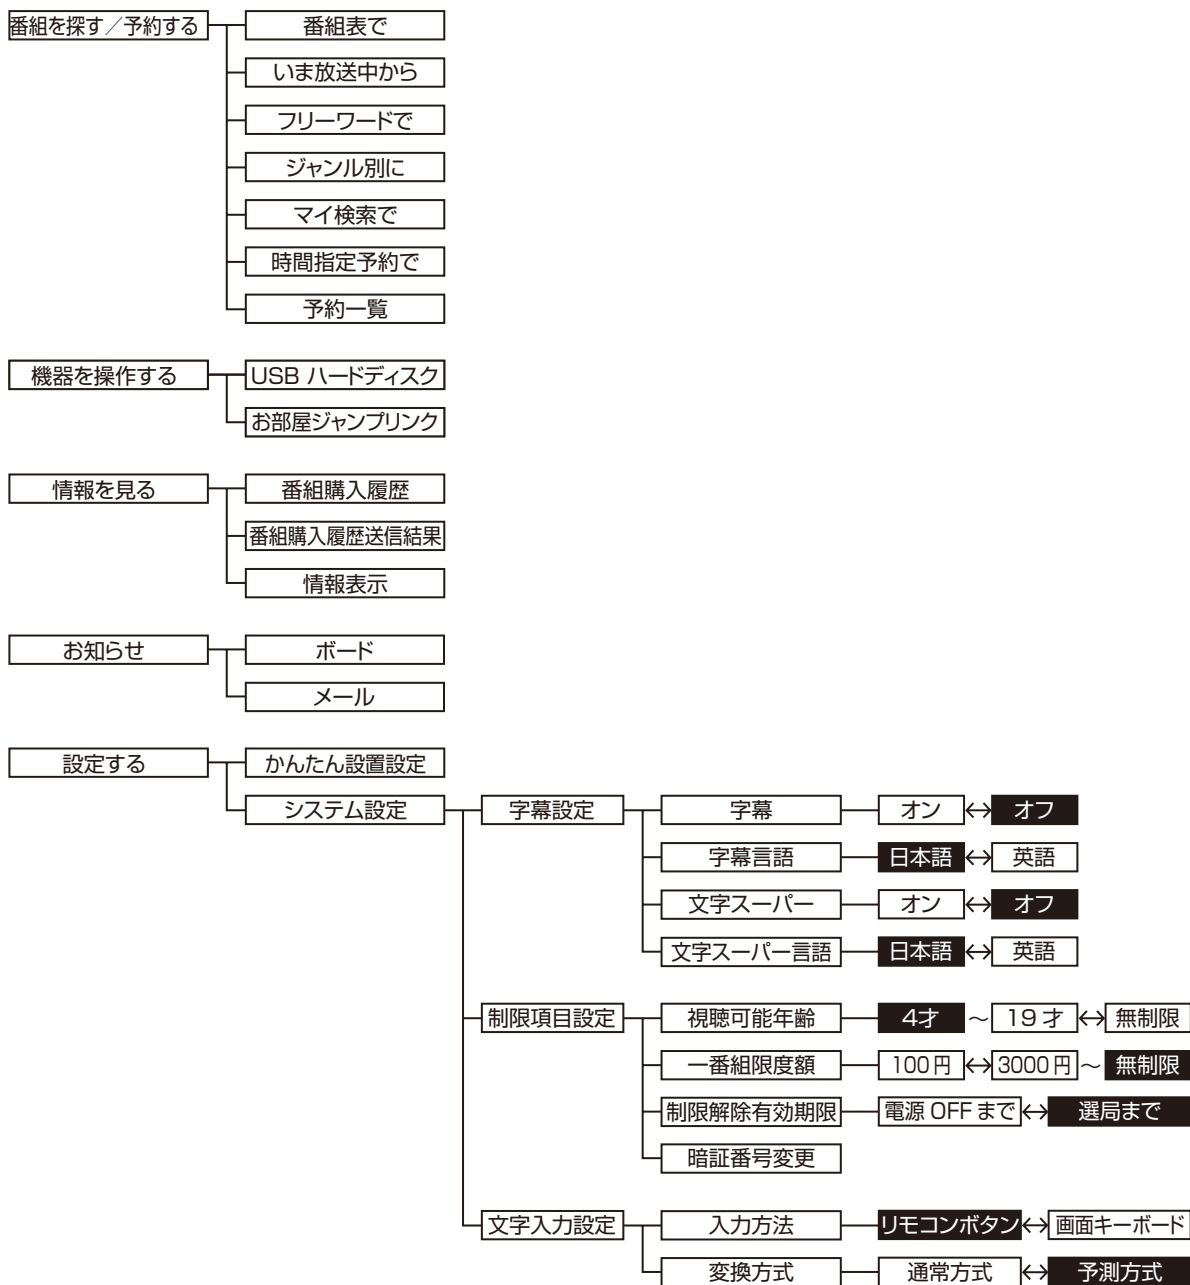 番組を探す／予約する 番組表で
いま放送中から
フリーワードで
ジャンル別に
マイ検索で
時間指定予約で
予約一覧
機器を操作する USB ハードディスク
お部屋ジャンプリンク
情報を見る 番組購入履歴
番組購入履歴送信結果
情報表示
お知らせ ボード
メール
設定する かんたん設置設定
システム設定 字幕設定 字幕 オン ↔ オフ
字幕言語 日本語 ↔ 英語
文字スーパー オン ↔ オフ
文字スーパー言語 日本語 ↔ 英語
制限項目設定 視聴可能年齢 4才 ～ 19 才 ↔ 無制限
一番組限度額 100 円 ↔ 3000 円 ～ 無制限
制限解除有効期限 電源 OFF まで ↔ 選局まで
暗証番号変更
文字入力設定 入力方法 リモコンボタン ↔ 画面キーボード
変換方式 通常方式 ↔ 予測方式